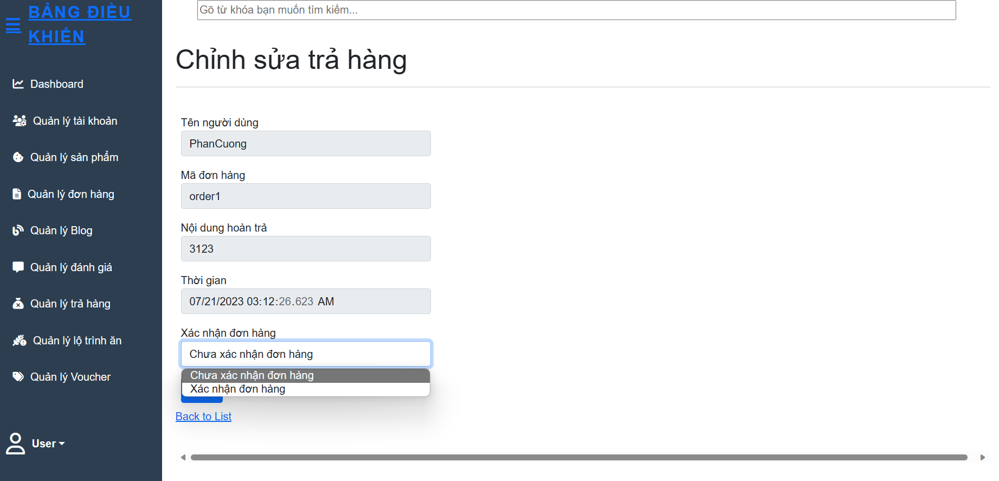 BẢNG ĐIỀU
KHIỂN
Dashboard
Quản lý tài khoản
Quản lý sản phẩm
Quản lý đơn hàng
Quản lý Blog
Quản lý đánh giá
Quản lý trả hàng
Quản lý lộ trình ăn
Quản lý Voucher
User
Gõ từ khóa bạn muốn tìm kiếm...
Chỉnh sửa trả hàng
Tên người dùng
PhanCuong
Mã đơn hàng
order1
Nội dung hoàn trả
3123
Thời gian
07/21/2023 03:12:26.623 AM
Xác nhận đơn hàng
Chưa xác nhận đơn hàng
Chưa xác nhận đơn hàng
Xác nhận đơn hàng
Back to List